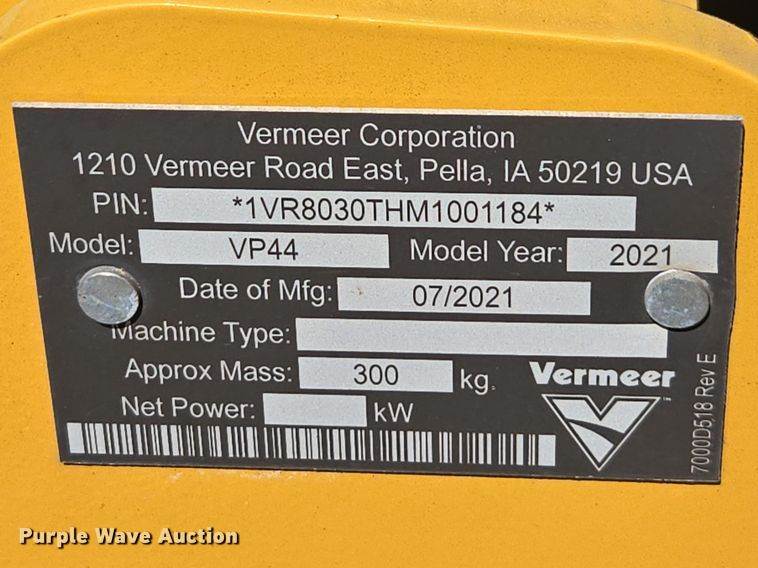 Vermeer Corporation
1210 Vermeer Road East, Pella, IA 50219 USA
PIN: *1VR8030THM1001184*
Model: VP44 Model Year: 2021
Date of Mfg: 07/2021
Machine Type:
Approx Mass: 300 kg.
Net Power: kW
Vermeer
™
7000D518 Rev E
Purple Wave Auction